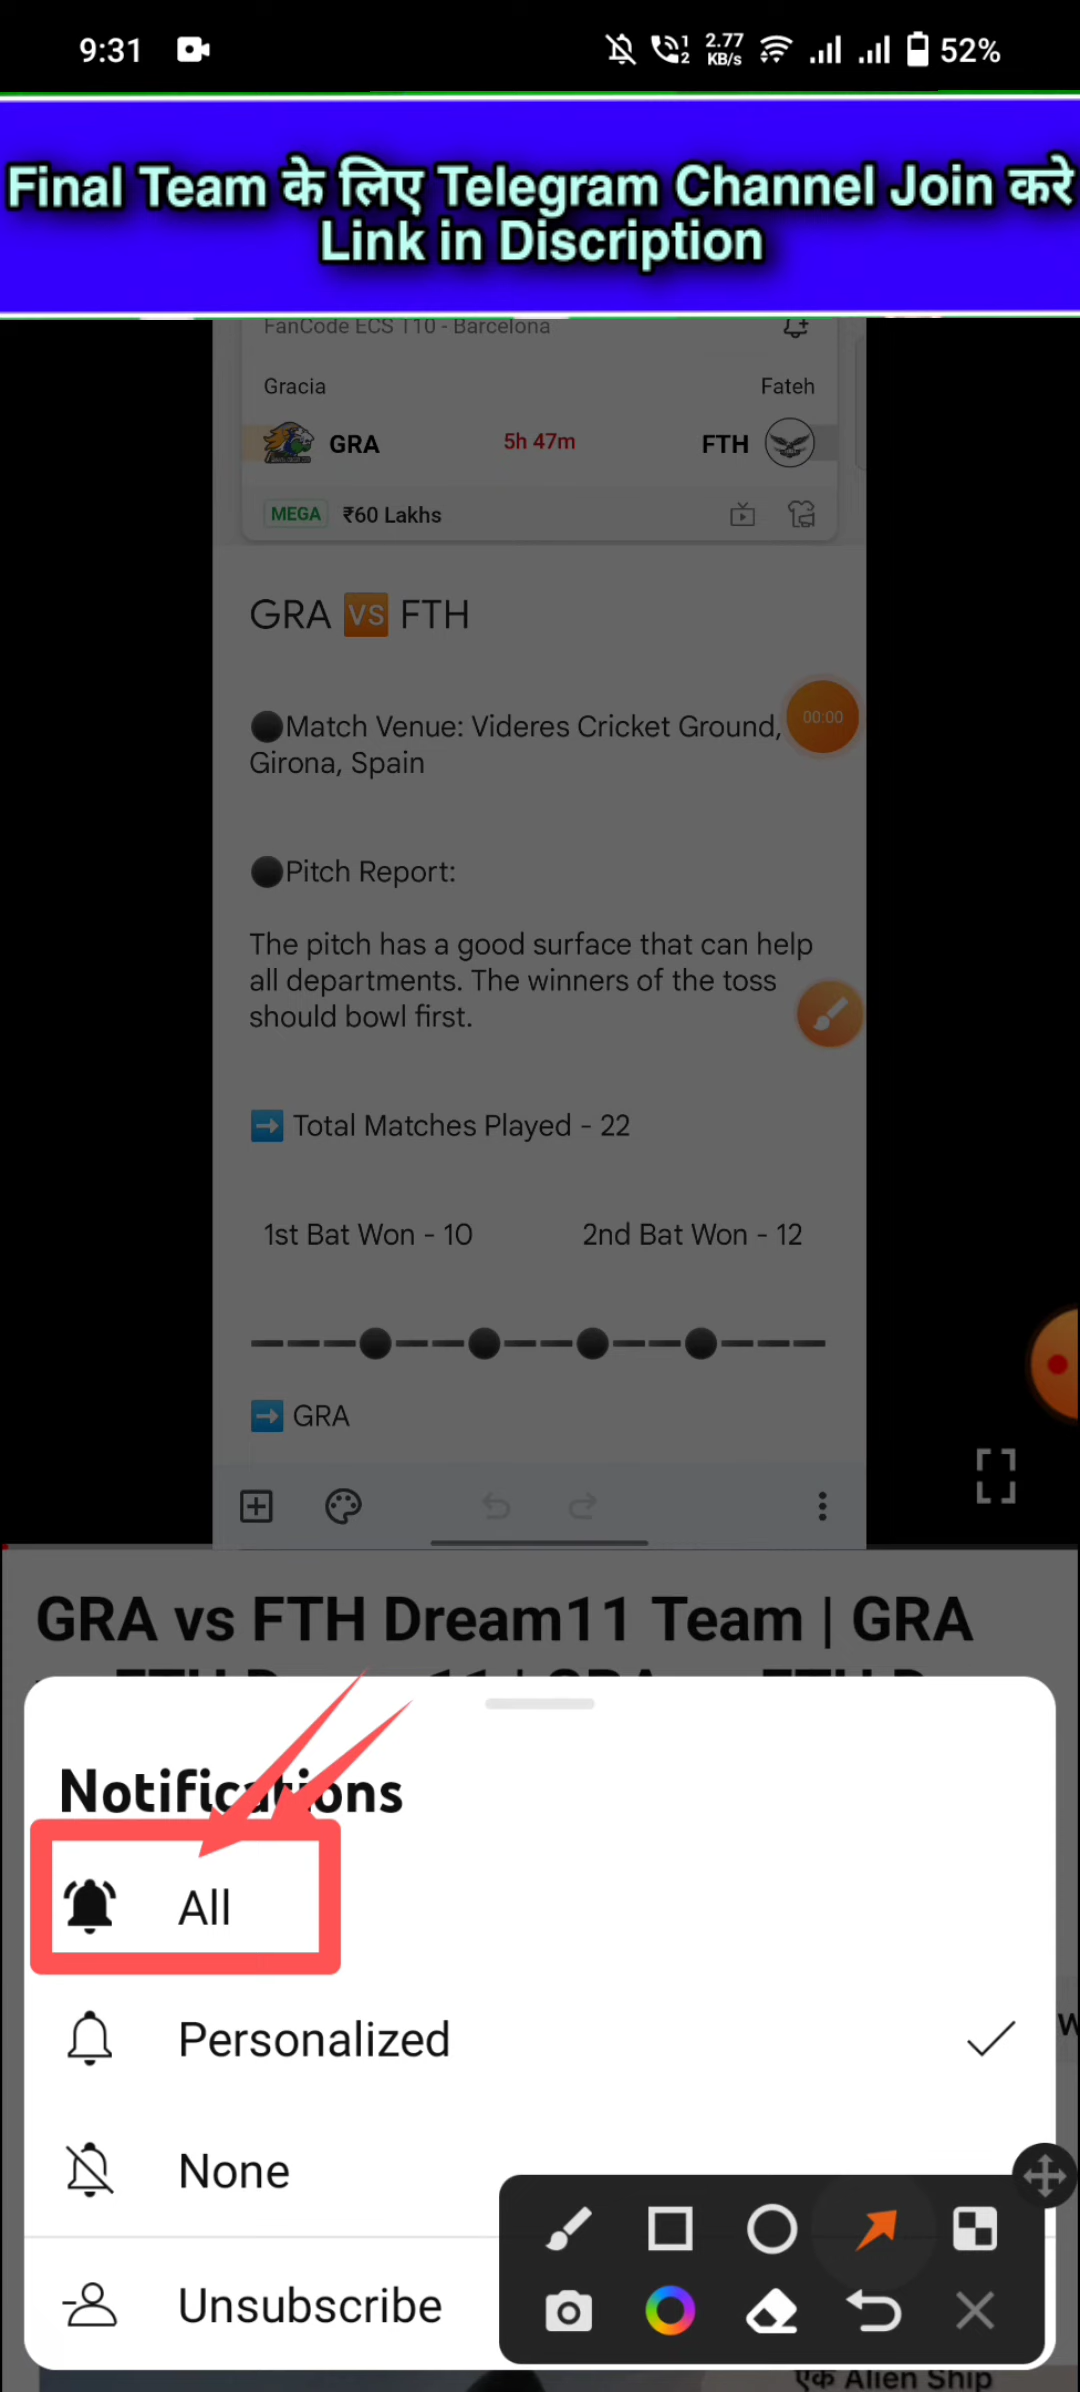 9:31
1
2
2.77
KB/s
52%
Final Team के लिए Telegram Channel Join करे
Link in Discription
FanCode ECS T10 - Barcelona
Gracia
Fateh
GRA
5h 47m
FTH
MEGA ₹60 Lakhs
GRA VS FTH
Match Venue: Videres Cricket Ground,
Girona, Spain
00:00
Pitch Report:
The pitch has a good surface that can help
all departments. The winners of the toss
should bowl first.
Total Matches Played - 22
1st Bat Won - 10
2nd Bat Won - 12
GRA
GRA vs FTH Dream11 Team | GRA
Notifications
All
Personalized
None
Unsubscribe
एक Alien Ship